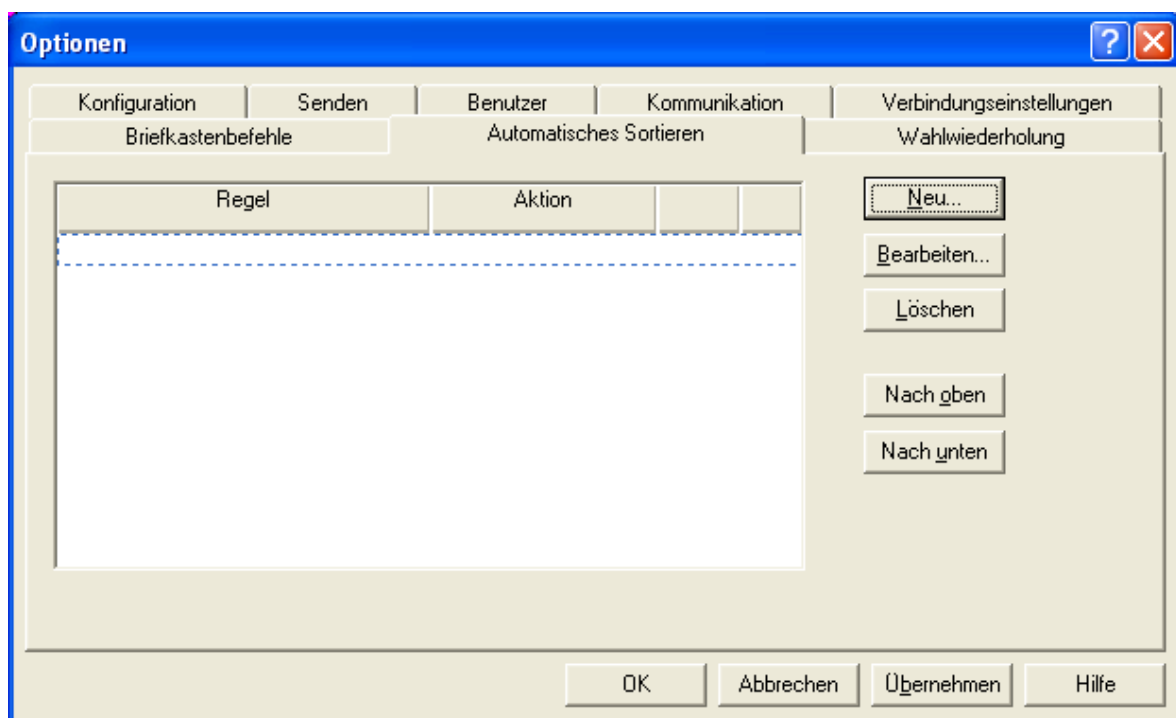 Optionen
Konfiguration Senden Benutzer Kommunikation Verbindungseinstellungen
Briefkastenbefehle Automatisches Sortieren Wahlwiederholung
Regel Aktion
Neu...
Bearbeiten...
Löschen
Nach oben
Nach unten
OK Abbrechen Übernehmen Hilfe